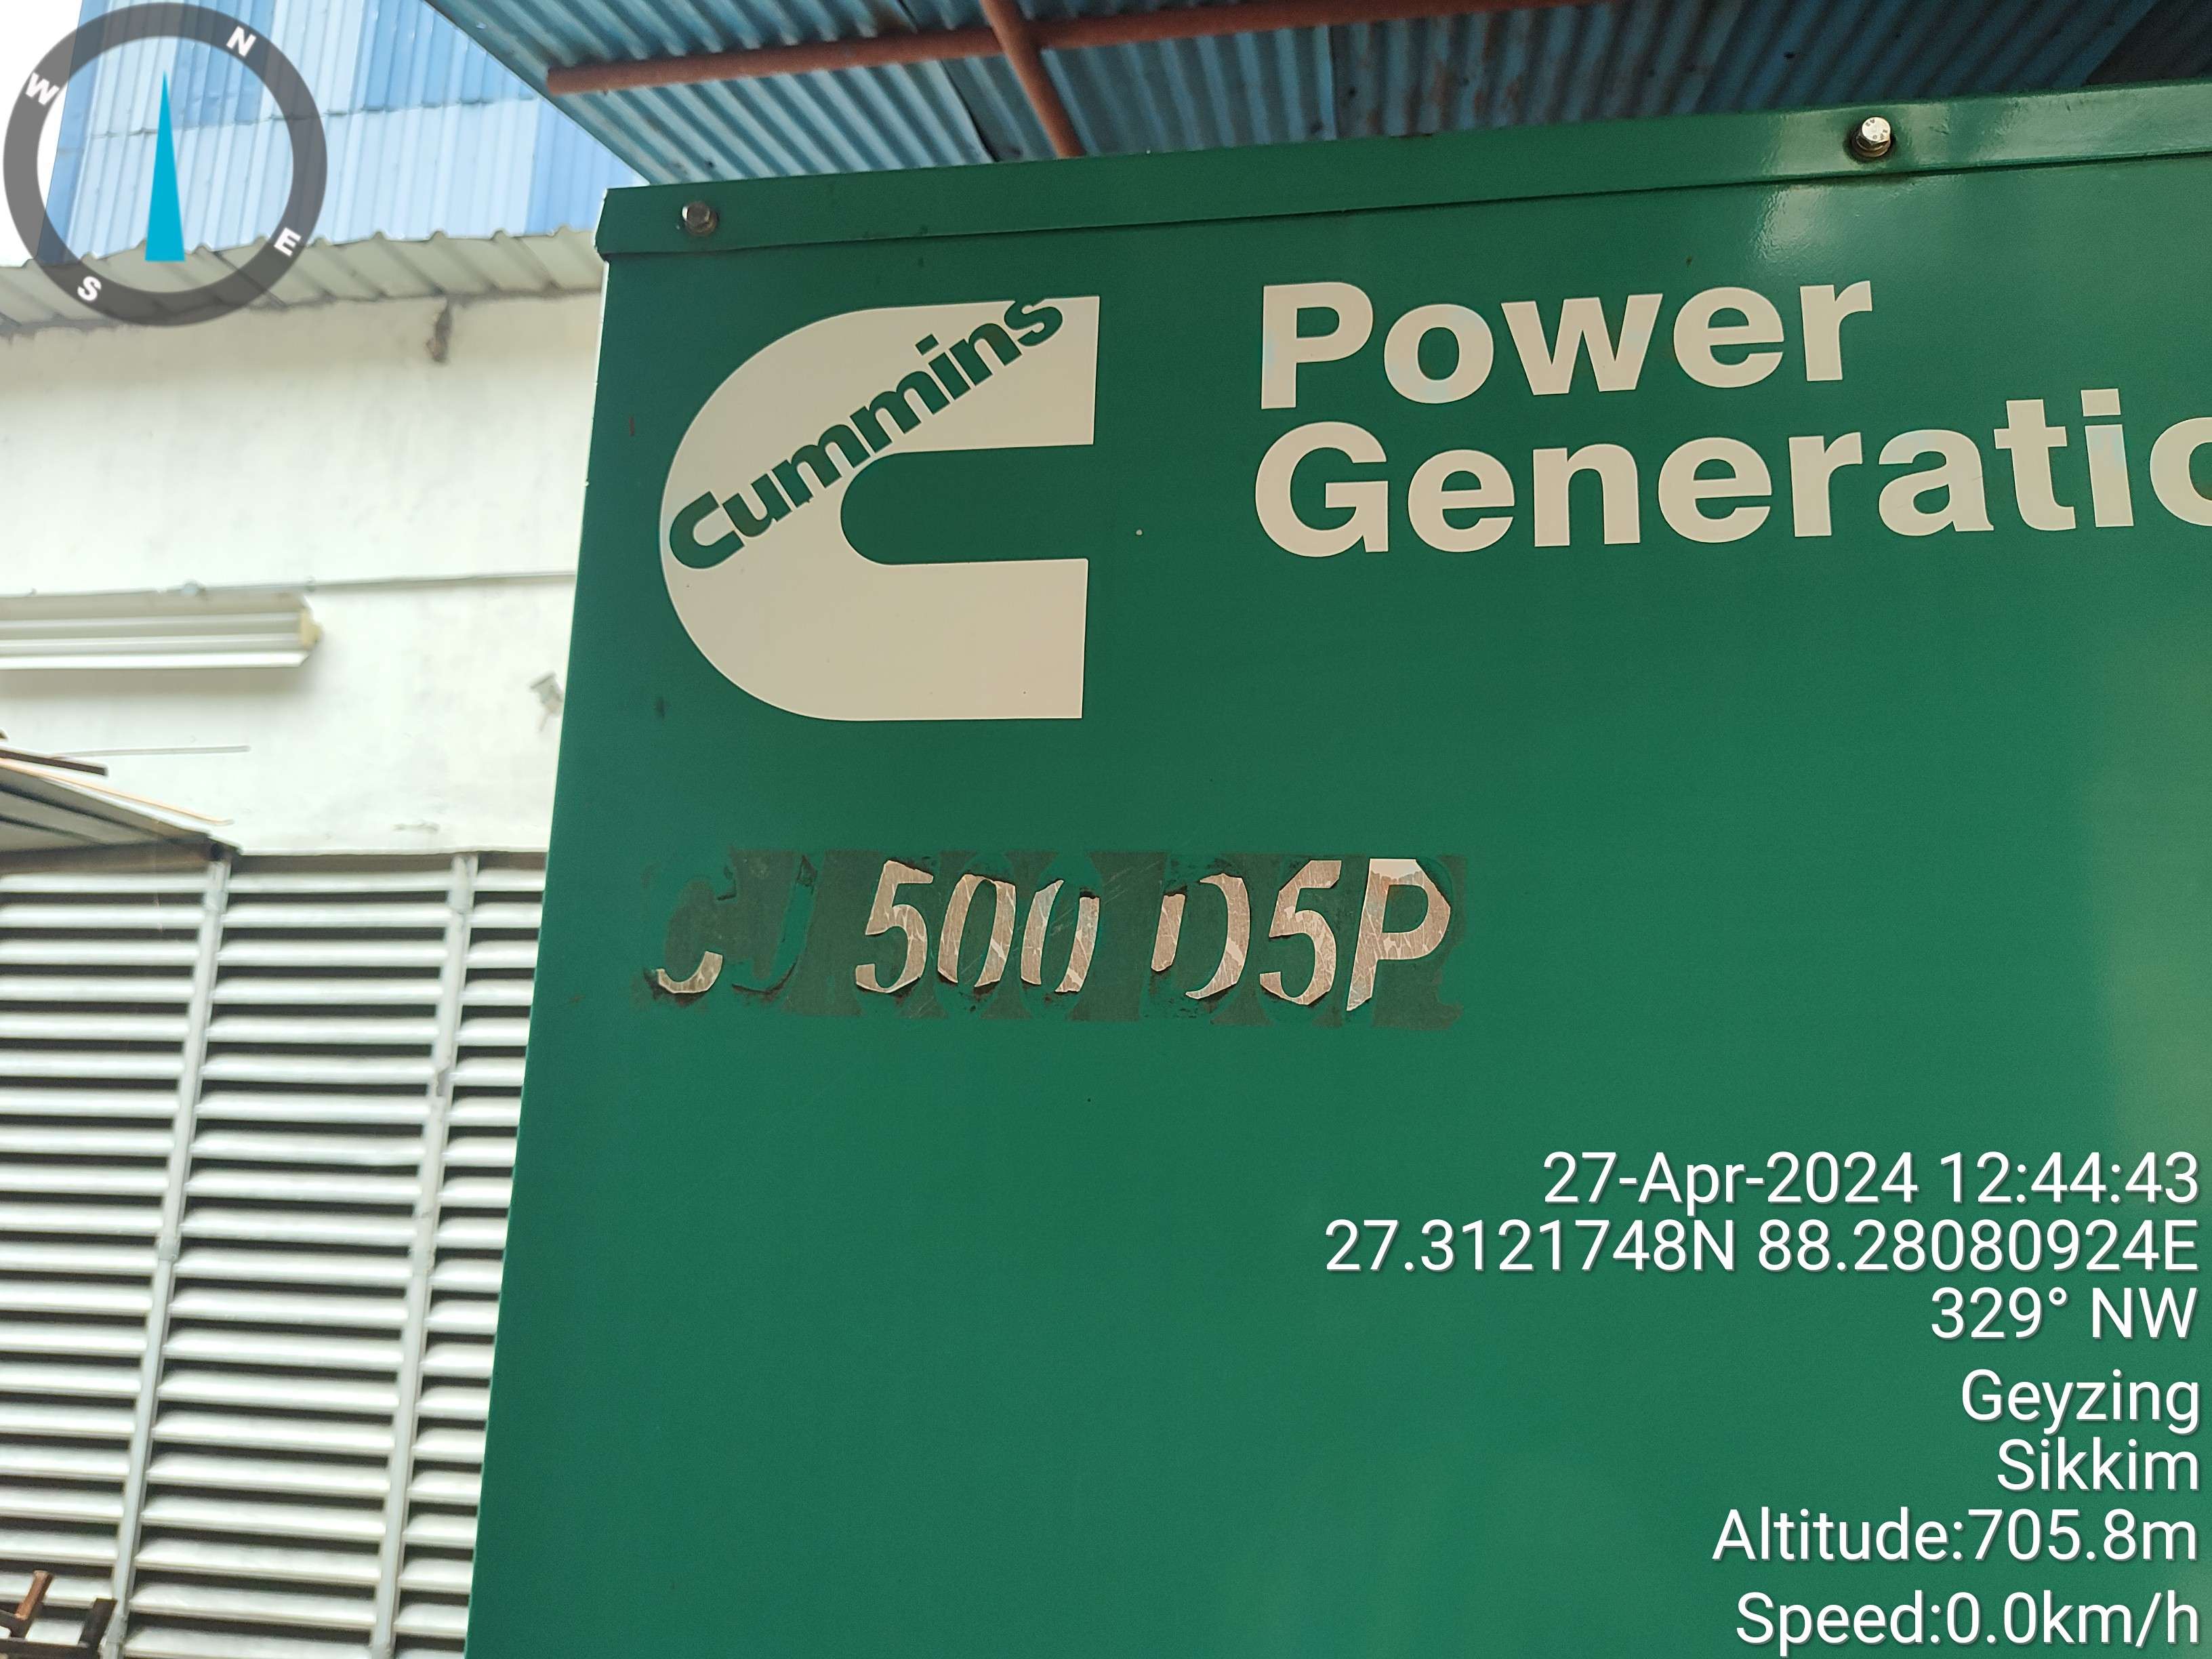 N
W
E
S
Cummins
Power
Generatio
500 D5P
27-Apr-2024 12:44:43
27.3121748N 88.28080924E
329° NW
Geyzing
Sikkim
Altitude:705.8m
Speed:0.0km/h